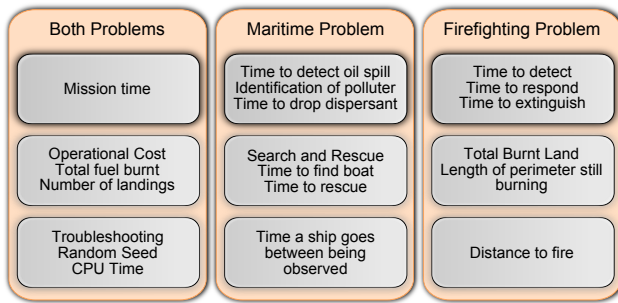 Both Problems
Mission time
Operational Cost
Total fuel burnt
Number of landings
Troubleshooting
Random Seed
CPU Time
Maritime Problem
Time to detect oil spill
Identification of polluter
Time to drop dispersant
Search and Rescue
Time to find boat
Time to rescue
Time a ship goes
between being
observed
Firefighting Problem
Time to detect
Time to respond
Time to extinguish
Total Burnt Land
Length of perimeter still
burning
Distance to fire